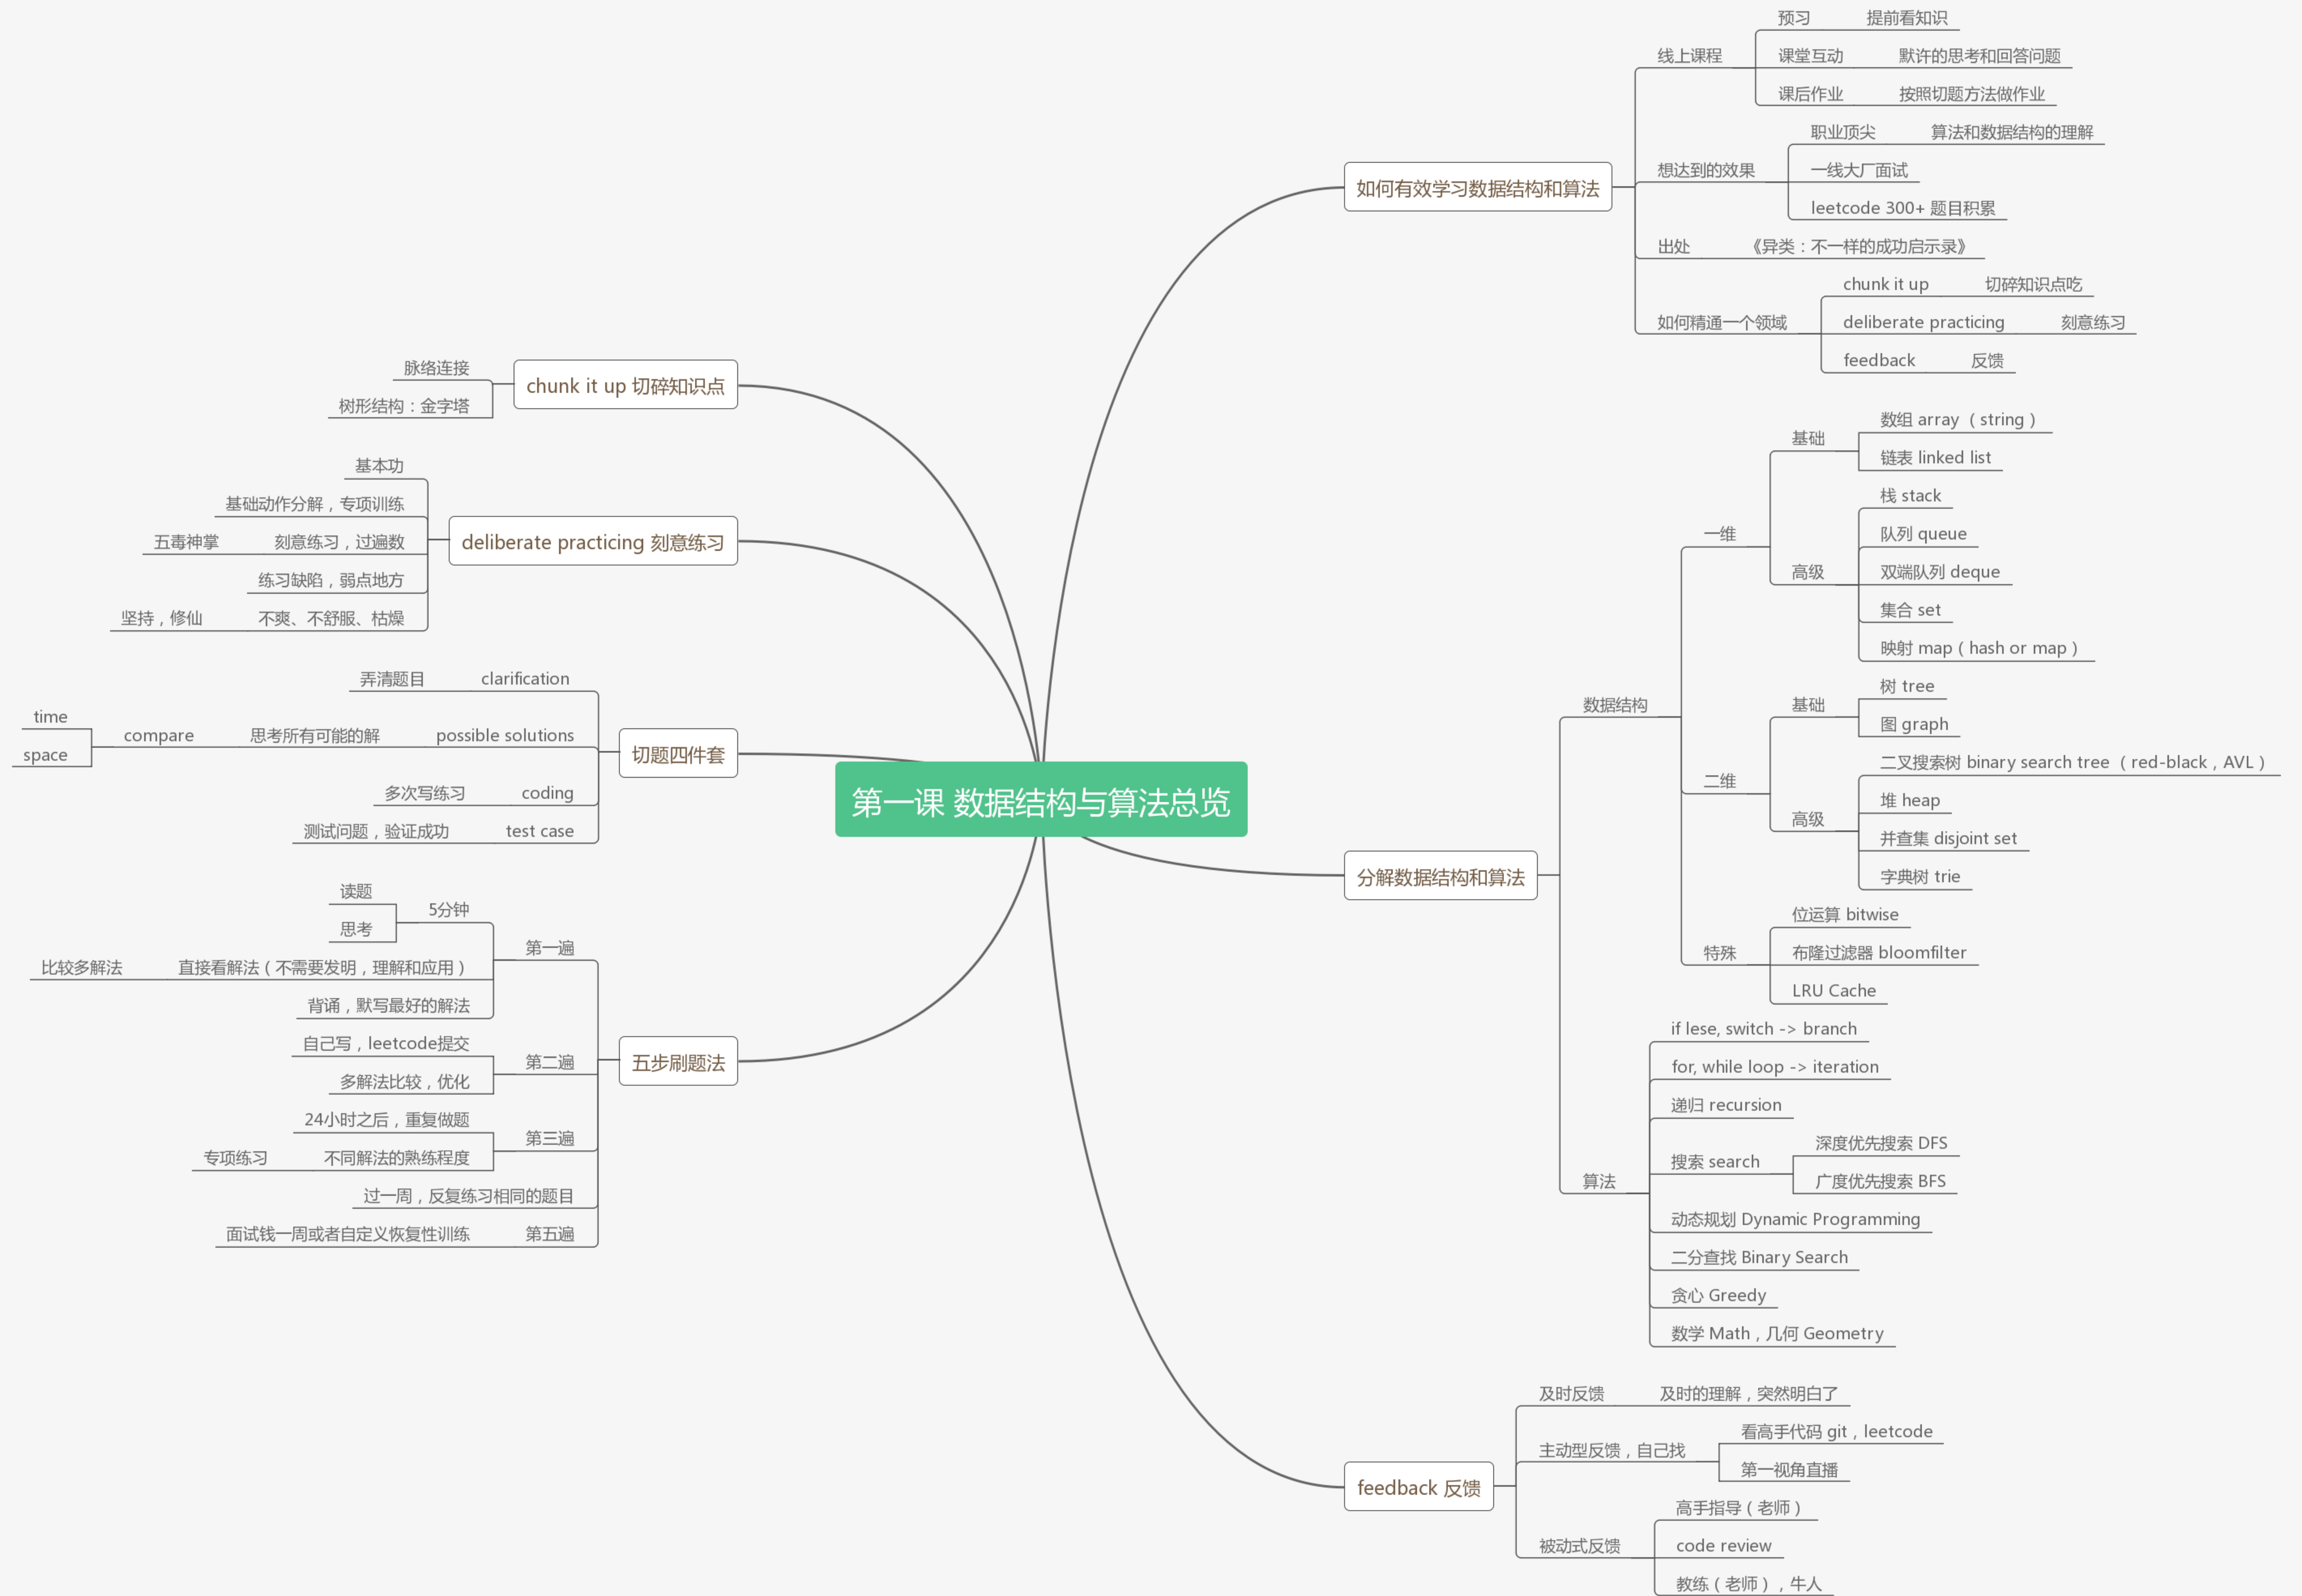 第一课 数据结构与算法总览
如何有效学习数据结构和算法
线上课程
预习
提前看知识
课堂互动
默许的思考和回答问题
课后作业
按照切题方法做作业
想达到的效果
职业顶尖
算法和数据结构的理解
一线大厂面试
leetcode 300+ 题目积累
出处
《异类：不一样的成功启示录》
如何精通一个领域
chunk it up
切碎知识点吃
deliberate practicing
刻意练习
feedback
反馈
分解数据结构和算法
数据结构
一维
基础
数组 array （string）
链表 linked list
高级
栈 stack
队列 queue
双端队列 deque
集合 set
映射 map（hash or map）
二维
基础
树 tree
图 graph
高级
二叉搜索树 binary search tree （red-black，AVL）
堆 heap
并查集 disjoint set
字典树 trie
特殊
位运算 bitwise
布隆过滤器 bloomfilter
LRU Cache
算法
if lese, switch -> branch
for, while loop -> iteration
递归 recursion
搜索 search
深度优先搜索 DFS
广度优先搜索 BFS
动态规划 Dynamic Programming
二分查找 Binary Search
贪心 Greedy
数学 Math，几何 Geometry
feedback 反馈
及时反馈
及时的理解，突然明白了
主动型反馈，自己找
看高手代码 git，leetcode
第一视角直播
被动式反馈
高手指导（老师）
code review
教练（老师），牛人
chunk it up 切碎知识点
脉络连接
树形结构：金字塔
deliberate practicing 刻意练习
基本功
基础动作分解，专项训练
刻意练习，过遍数
五毒神掌
练习缺陷，弱点地方
不爽、不舒服、枯燥
坚持，修仙
切题四件套
clarification
弄清题目
possible solutions
思考所有可能的解
compare
time
space
coding
多次写练习
test case
测试问题，验证成功
五步刷题法
第一遍
5分钟
读题
思考
直接看解法（不需要发明，理解和应用）
比较多解法
背诵，默写最好的解法
第二遍
自己写，leetcode提交
多解法比较，优化
第三遍
24小时之后，重复做题
不同解法的熟练程度
专项练习
过一周，反复练习相同的题目
第五遍
面试钱一周或者自定义恢复性训练